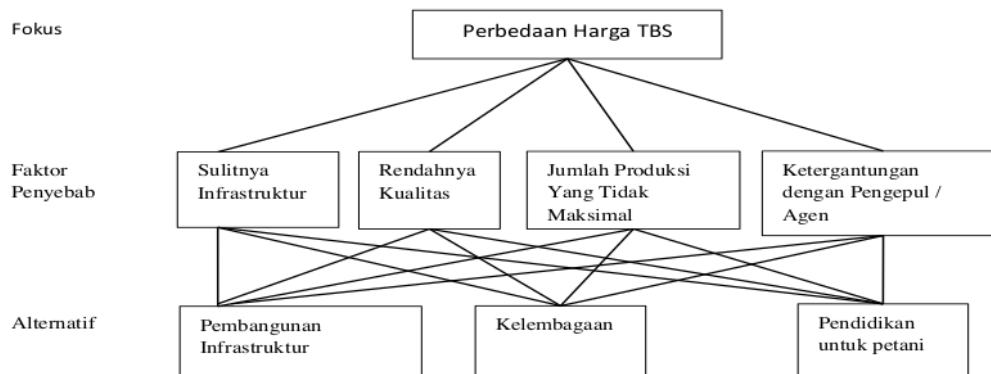 Fokus
Perbedaan Harga TBS
Faktor
Penyebab
Sulitnya
Infrastruktur
Rendahnya
Kualitas
Jumlah Produksi
Yang Tidak
Maksimal
Ketergantungan
dengan Pengepul /
Agen
Alternatif
Pembangunan
Infrastruktur
Kelembagaan
Pendidikan
untuk petani